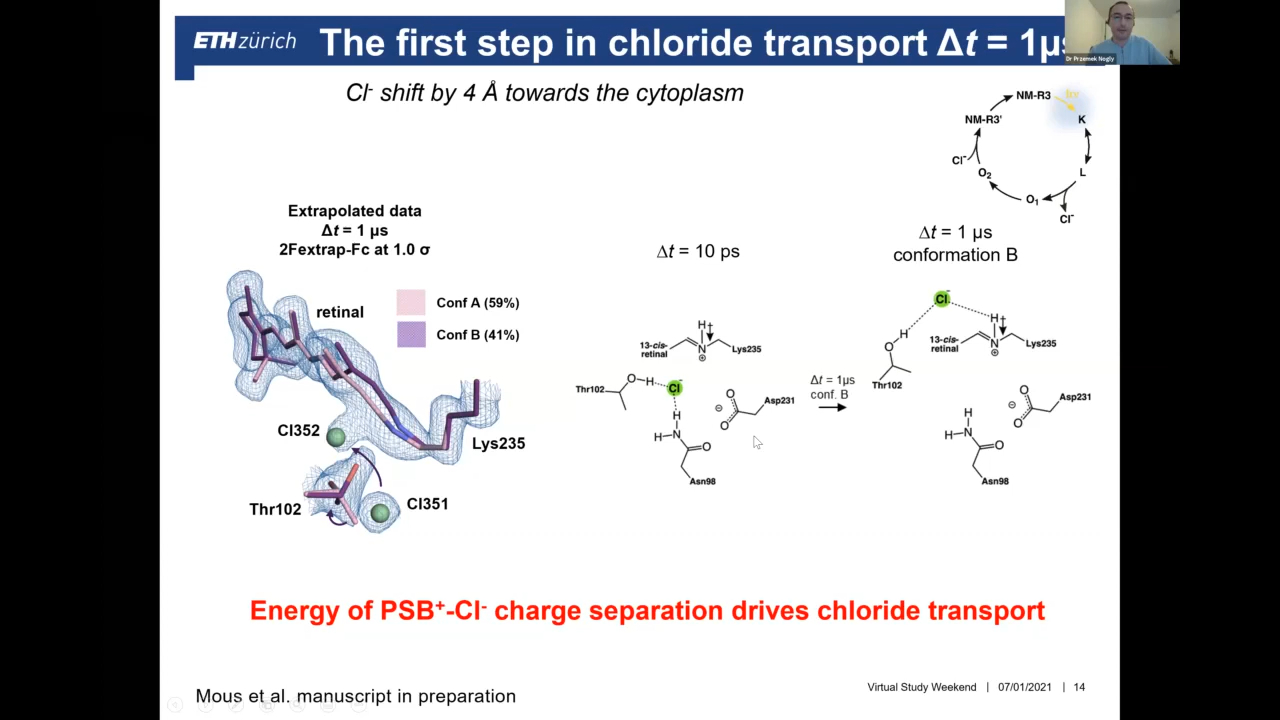 ETHzürich
The first step in chloride transport Δt = 1µs
Dr Przemek Nogly
Cl- shift by 4 Å towards the cytoplasm
NM-R3
hν
K
L
Cl-
O1
O2
Cl-
NM-R3'
Extrapolated data
Δt = 1 µs
2Fextrap-Fc at 1.0 σ
retinal
Conf A (59%)
Conf B (41%)
Cl352
Lys235
Thr102
Cl351
Δt = 10 ps
H
13-cis-
retinal
N
⊕
Lys235
Thr102
O
H
Cl-
O
⊖
O
Asp231
H
H
N
O
Asn98
Δt = 1µs
conf. B
Δt = 1 µs
conformation B
Cl-
H
O
Thr102
H
13-cis-
retinal
N
⊕
Lys235
O
⊖
O
Asp231
H
H
N
O
Asn98
Energy of PSB+-Cl- charge separation drives chloride transport
Mous et al. manuscript in preparation
Virtual Study Weekend | 07/01/2021 | 14